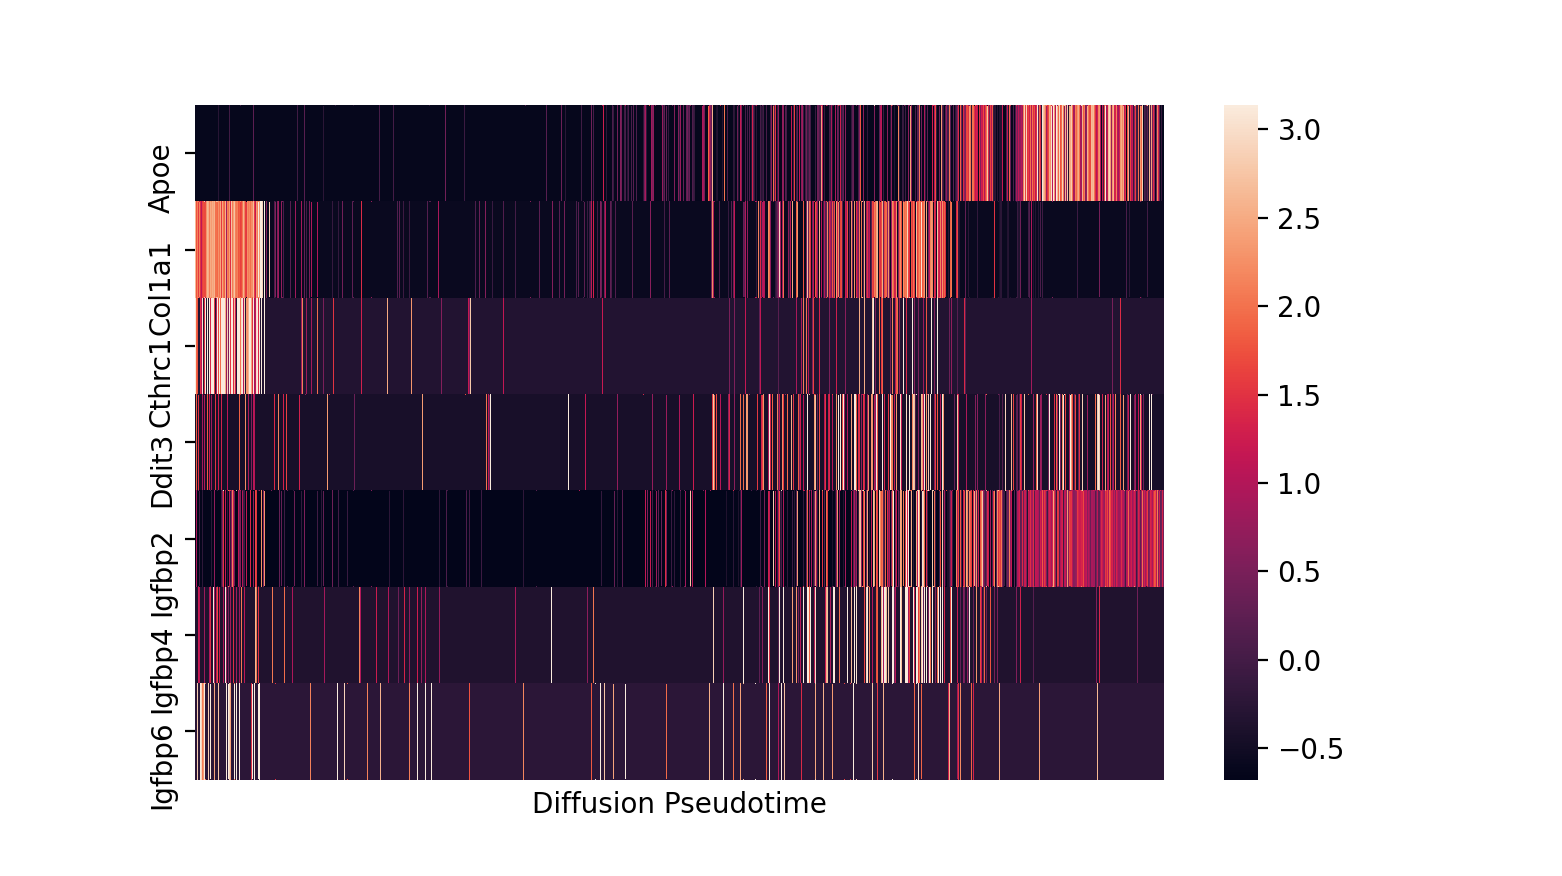 Apoe
Col1a1
Cthrc1
Ddit3
Igfbp2
Igfbp4
Igfbp6
Diffusion Pseudotime
3.0
2.5
2.0
1.5
1.0
0.5
0.0
−0.5